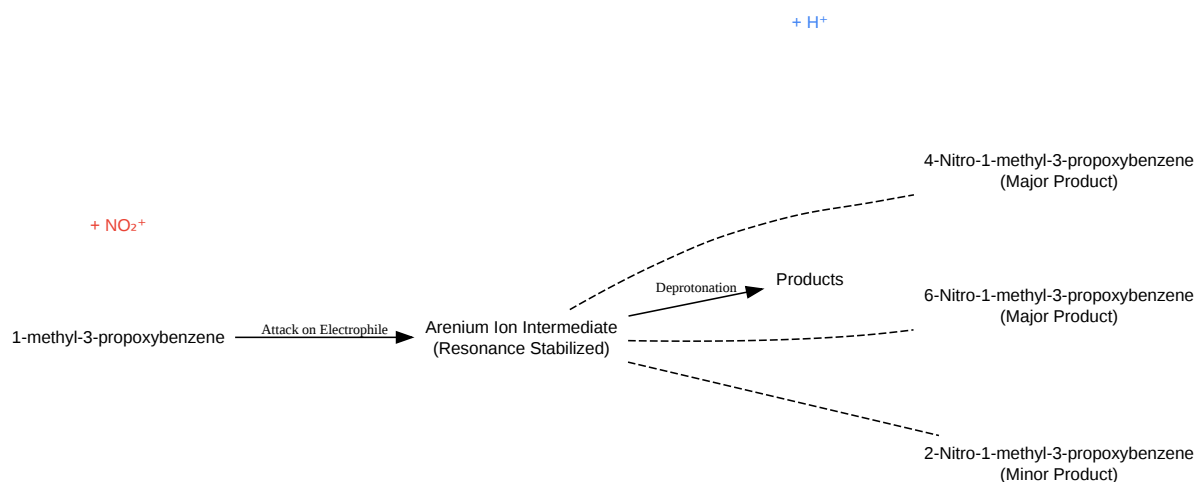 + H⁺
4-Nitro-1-methyl-3-propoxybenzene
(Major Product)
+ NO₂⁺
Deprotonation
Products
6-Nitro-1-methyl-3-propoxybenzene
(Major Product)
1-methyl-3-propoxybenzene
Attack on Electrophile
Arenium Ion Intermediate
(Resonance Stabilized)
2-Nitro-1-methyl-3-propoxybenzene
(Minor Product)